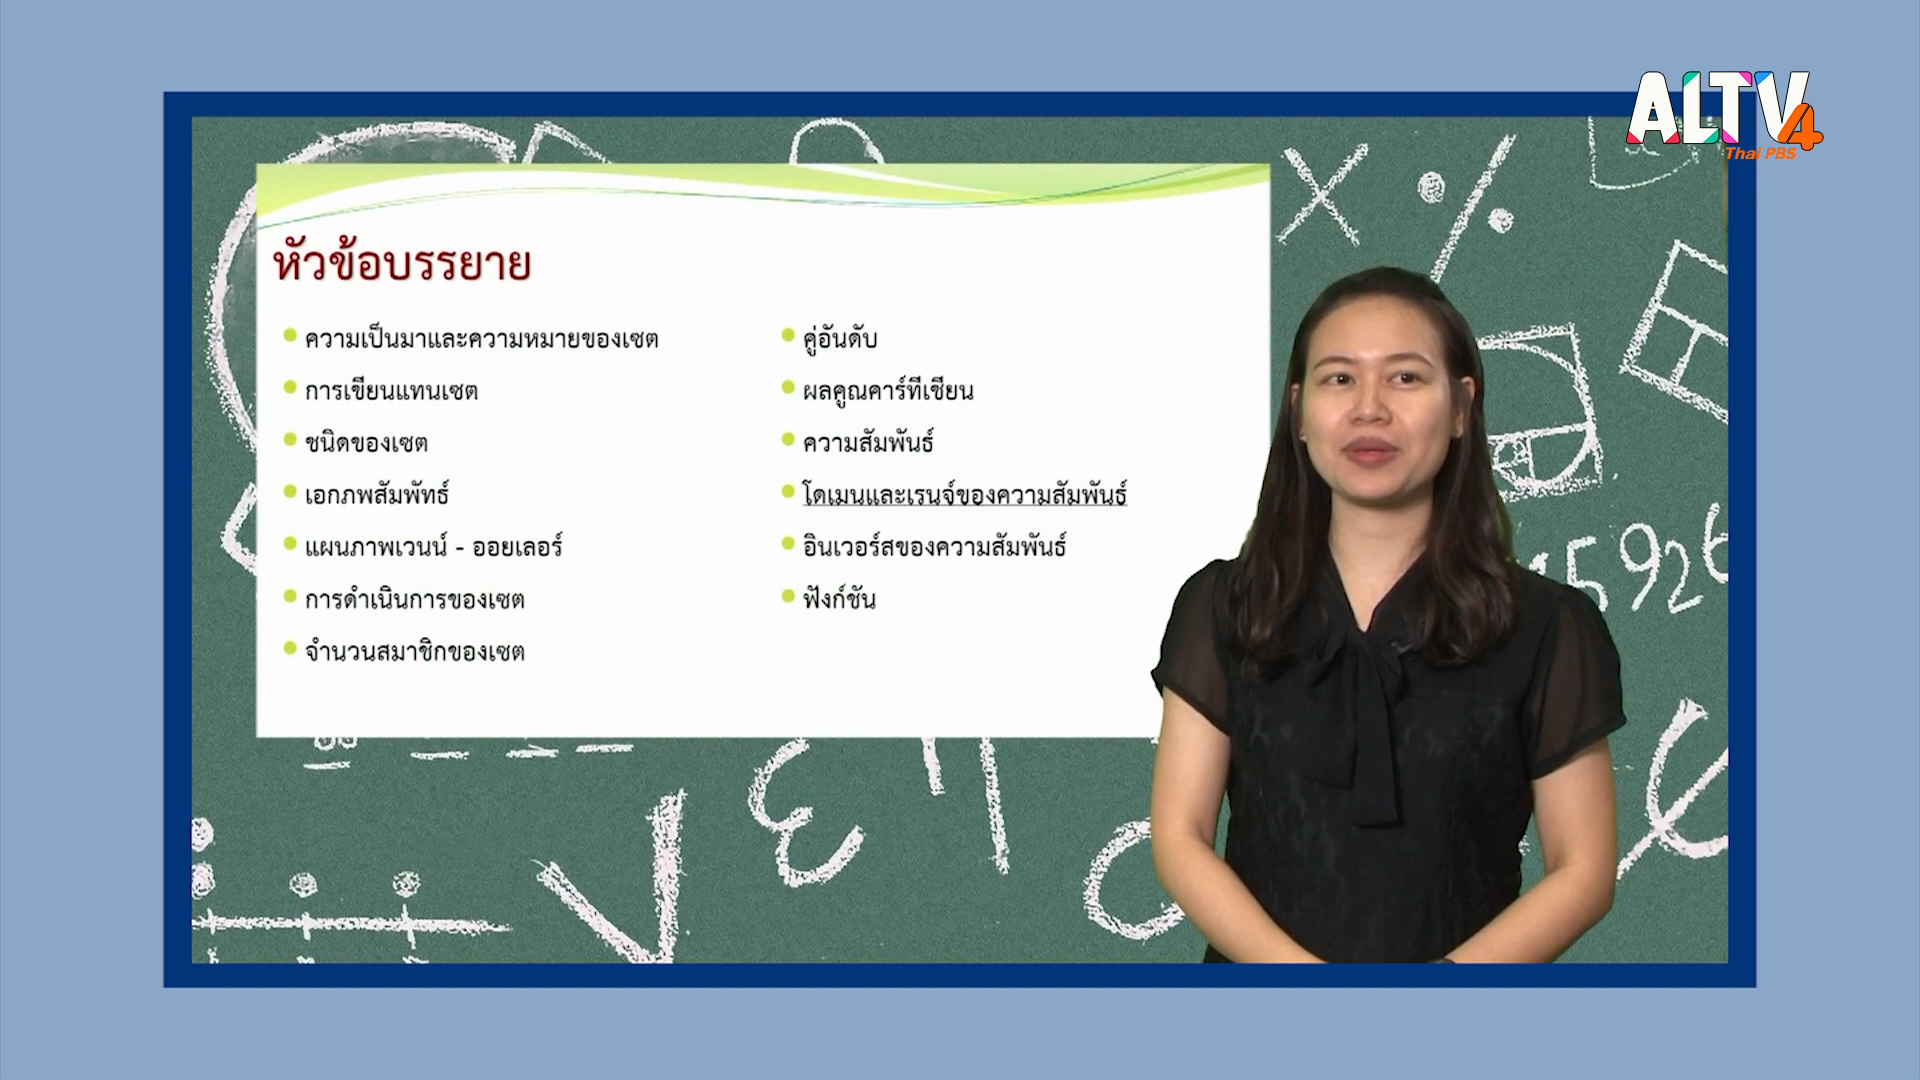 ALTV4
Thai PBS
หัวข้อบรรยาย
ความเป็นมาและความหมายของเซต
การเขียนแทนเซต
ชนิดของเซต
เอกภพสัมพัทธ์
แผนภาพเวนน์ - ออยเลอร์
การดำเนินการของเซต
จำนวนสมาชิกของเซต
คู่อันดับ
ผลคูณคาร์ทีเซียน
ความสัมพันธ์
โดเมนและเรนจ์ของความสัมพันธ์
อินเวอร์สของความสัมพันธ์
ฟังก์ชัน